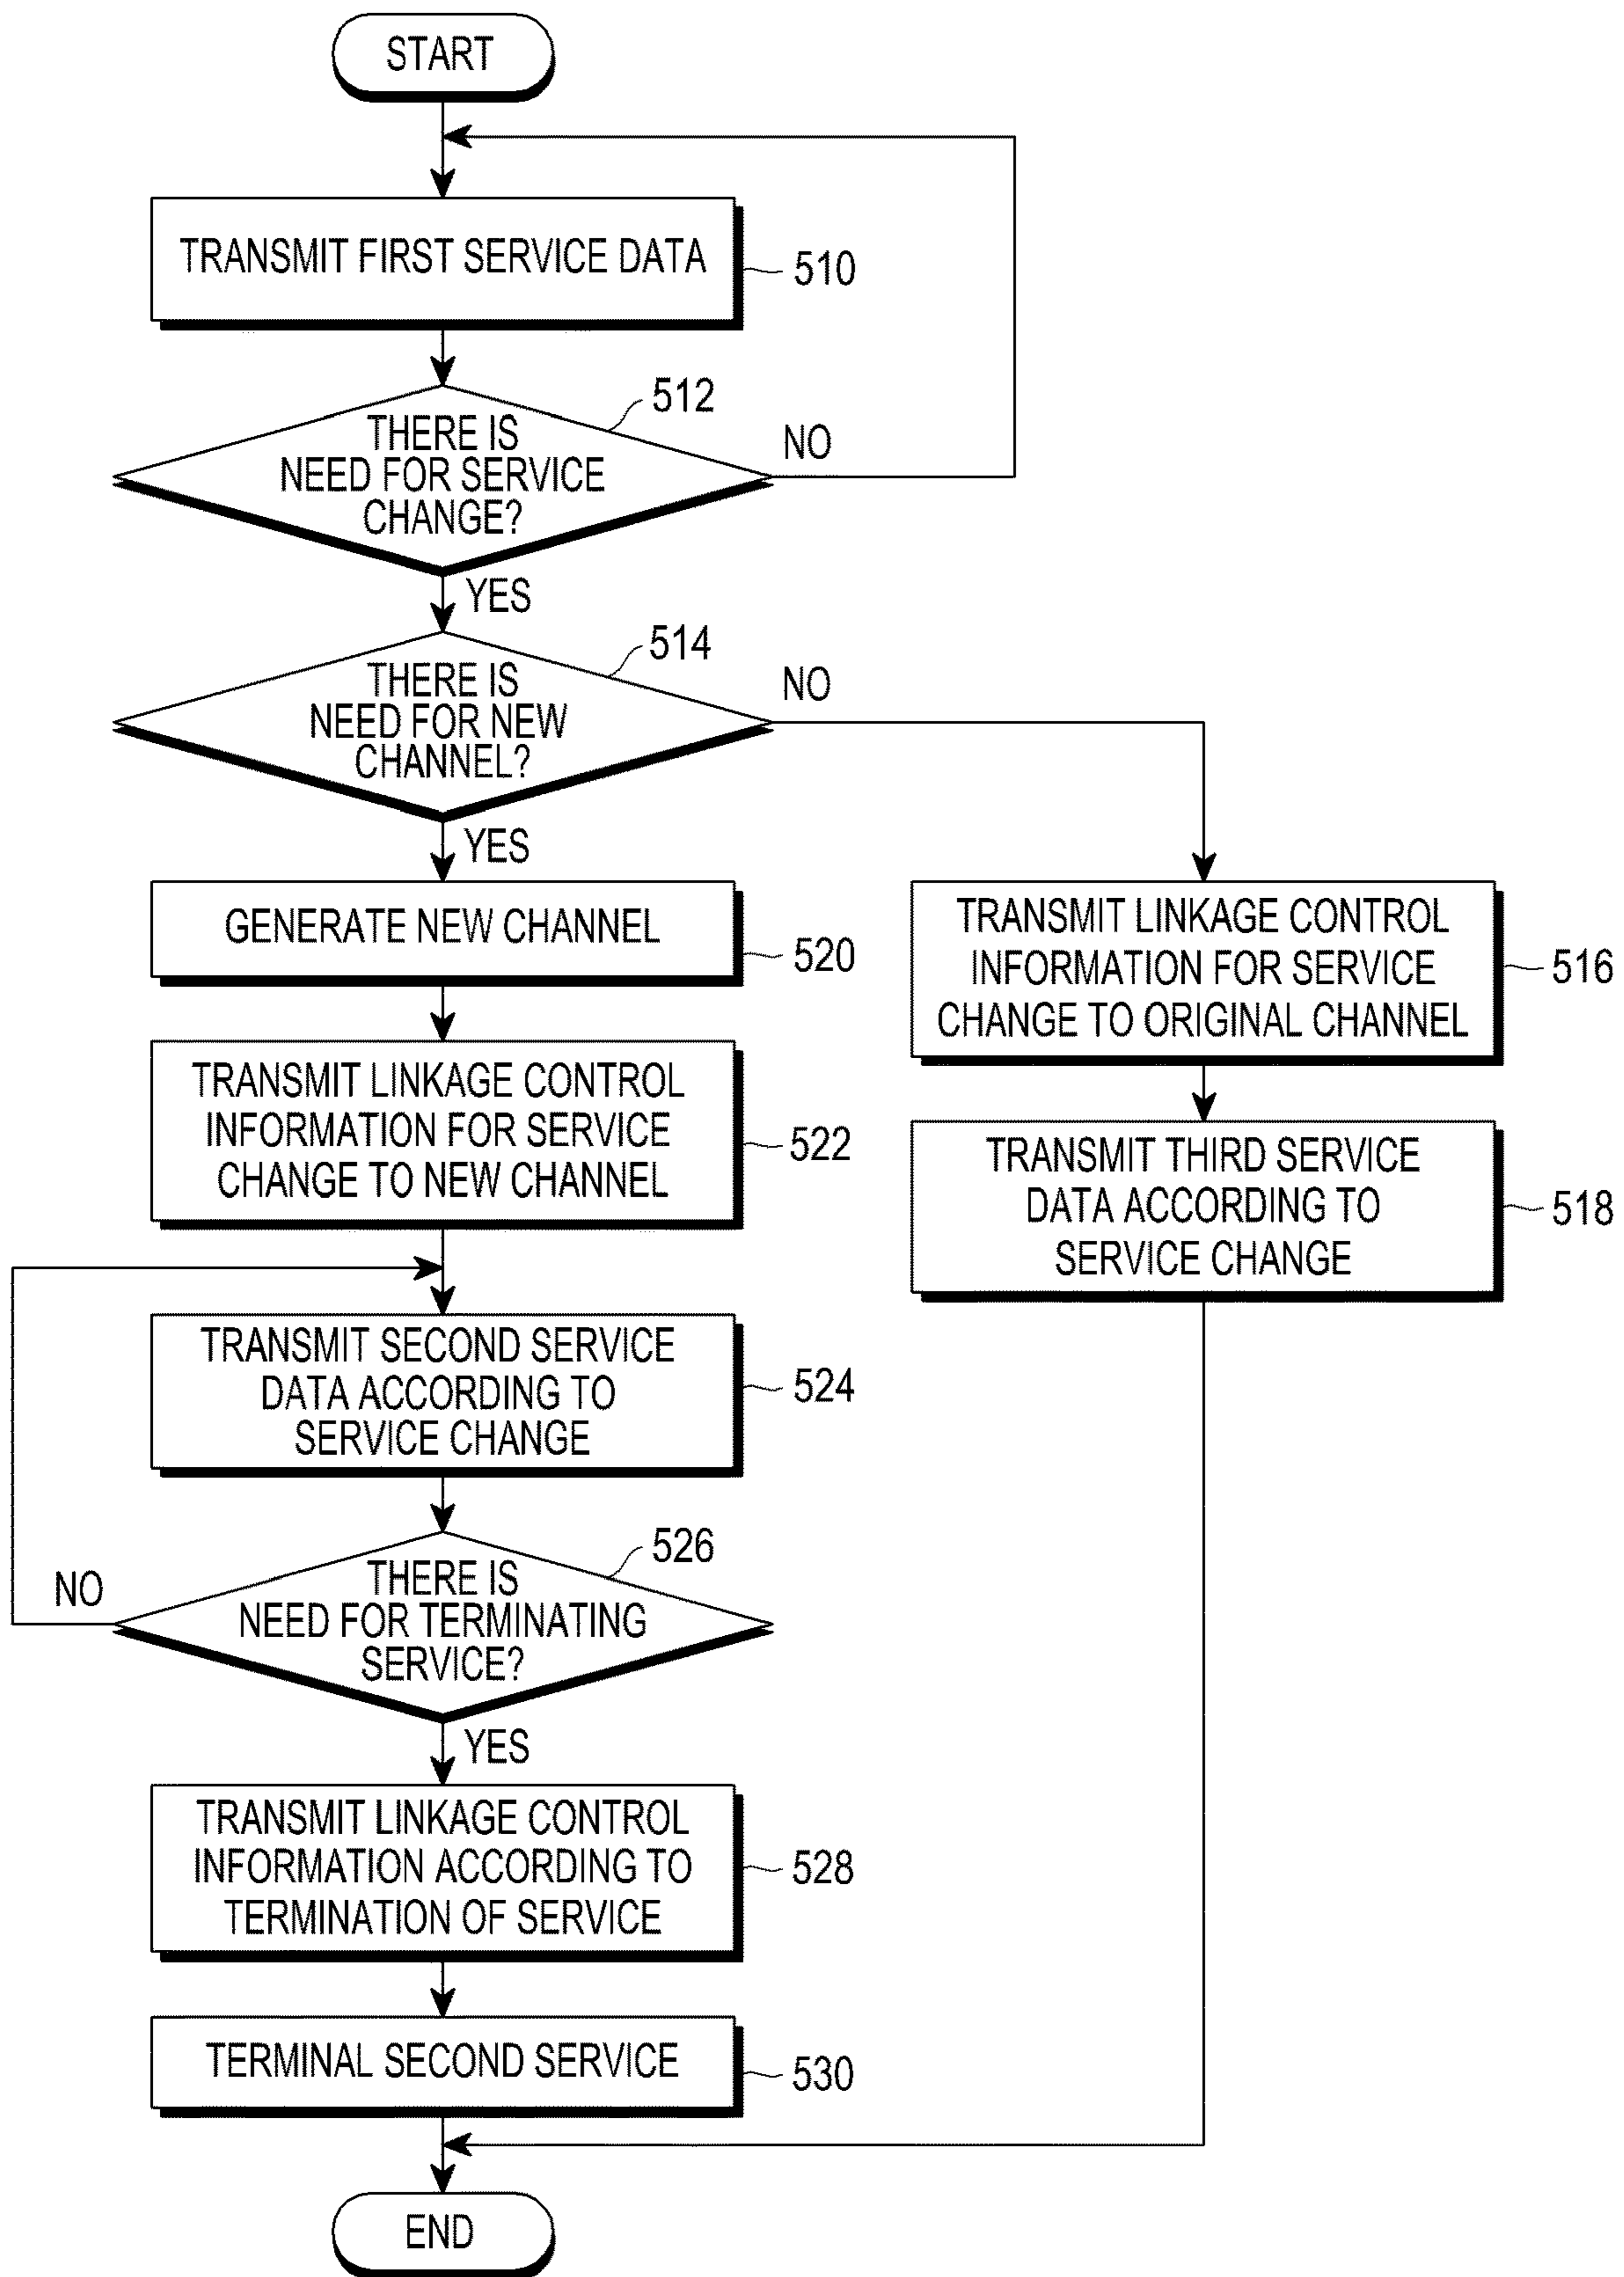 START
TRANSMIT FIRST SERVICE DATA
510
512
THERE IS
NEED FOR SERVICE
CHANGE?
NO
YES
514
THERE IS
NEED FOR NEW
CHANNEL?
NO
YES
GENERATE NEW CHANNEL
520
TRANSMIT LINKAGE CONTROL
INFORMATION FOR SERVICE
CHANGE TO ORIGINAL CHANNEL
516
TRANSMIT LINKAGE CONTROL
INFORMATION FOR SERVICE
CHANGE TO NEW CHANNEL
522
TRANSMIT THIRD SERVICE
DATA ACCORDING TO
SERVICE CHANGE
518
TRANSMIT SECOND SERVICE
DATA ACCORDING TO
SERVICE CHANGE
524
526
THERE IS
NEED FOR TERMINATING
SERVICE?
NO
YES
TRANSMIT LINKAGE CONTROL
INFORMATION ACCORDING TO
TERMINATION OF SERVICE
528
TERMINAL SECOND SERVICE
530
END